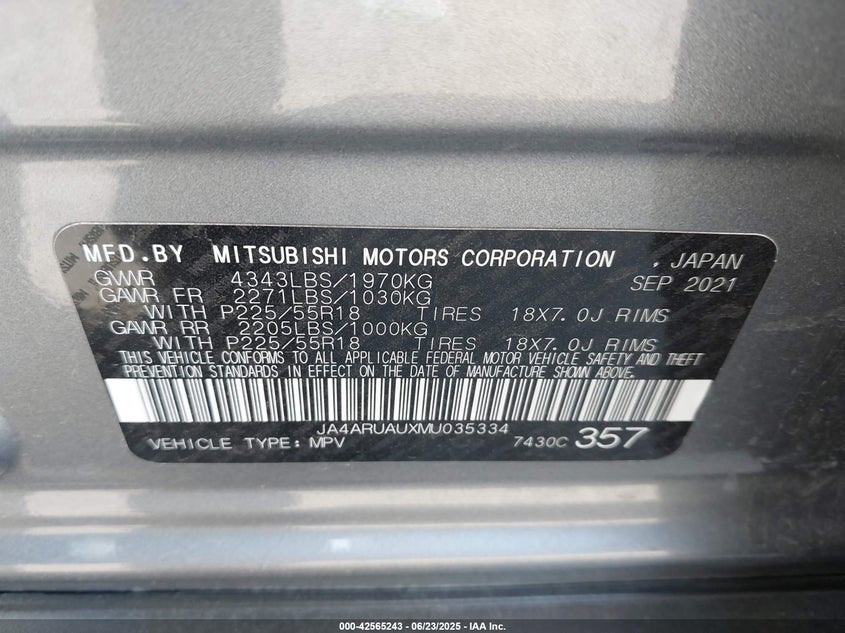 MFD.BY MITSUBISHI MOTORS CORPORATION . JAPAN
GVWR 4343LBS/1970KG SEP 2021
GAWR FR 2271LBS/1030KG
WITH P225/55R18 TIRES 18X7.0J RIMS
GAWR RR 2205LBS/1000KG
WITH P225/55R18 TIRES 18X7.0J RIMS
THIS VEHICLE CONFORMS TO ALL APPLICABLE FEDERAL MOTOR VEHICLE SAFETY AND THEFT
PREVENTION STANDARDS IN EFFECT ON THE DATE OF MANUFACTURE SHOWN ABOVE.
JA4ARUAUXMU035334
VEHICLE TYPE: MPV 7430C 357
000-42565243 - 06/23/2025 - IAA Inc.